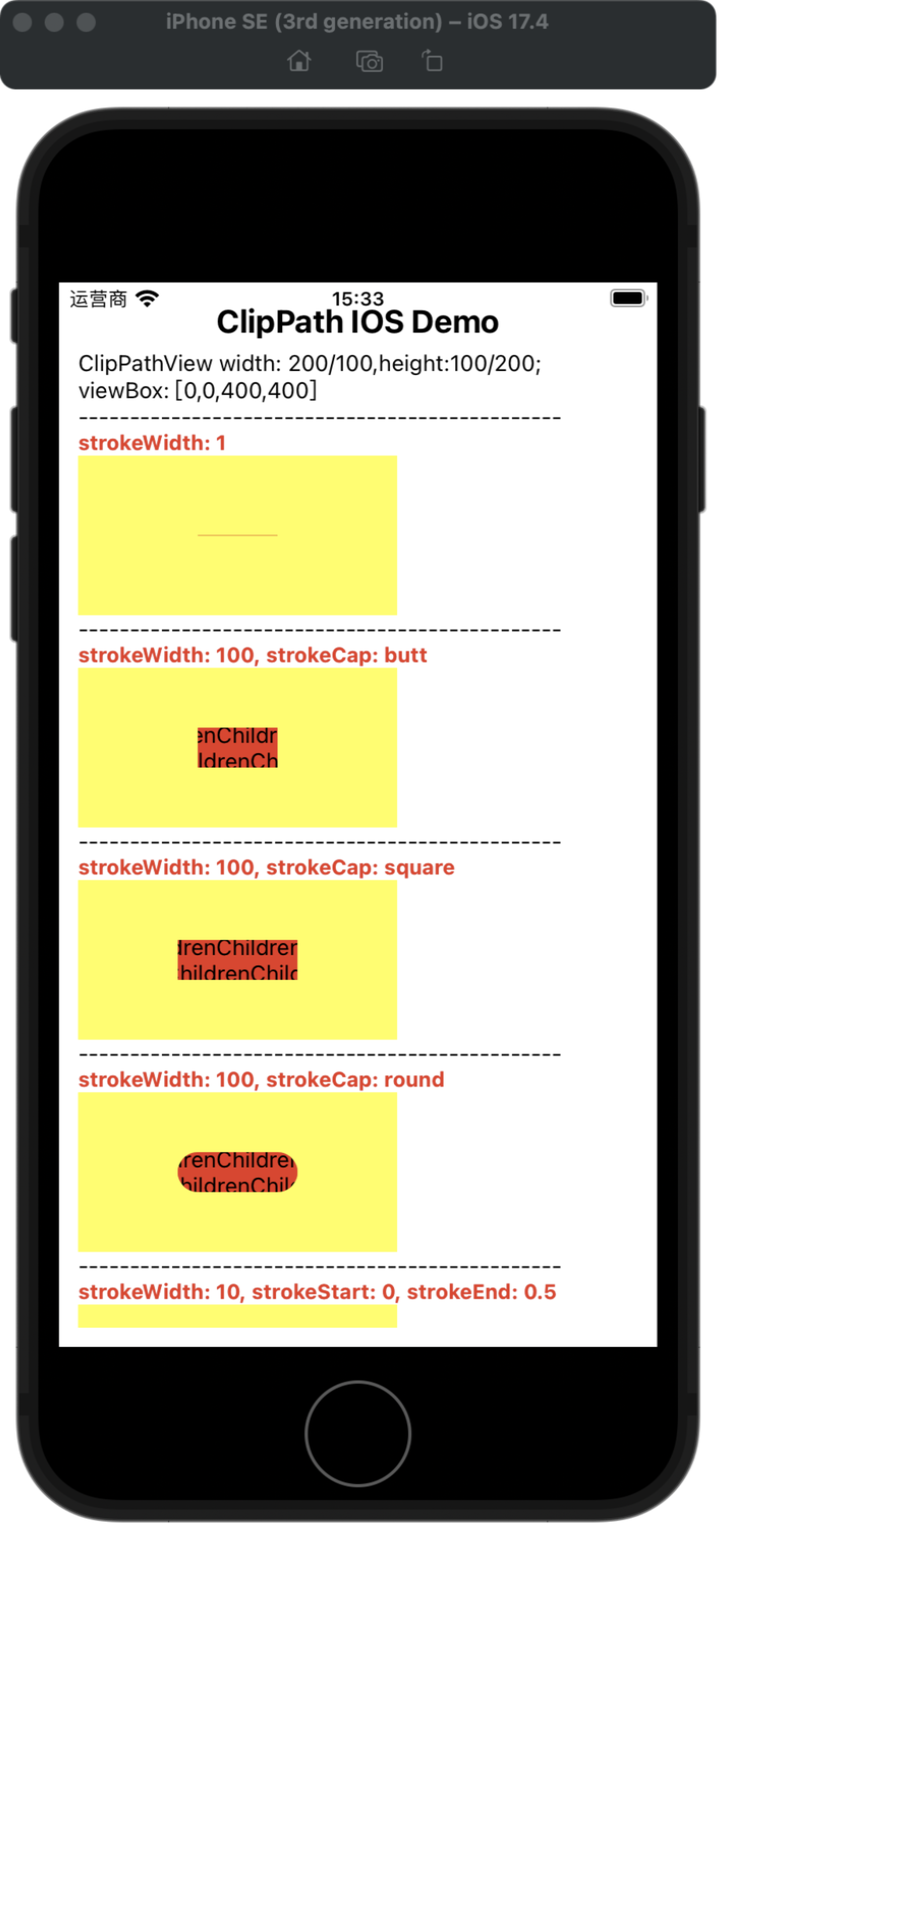 iPhone SE (3rd generation) – iOS 17.4
运营商 15:33
ClipPath IOS Demo
ClipPathView width: 200/100,height:100/200;
viewBox: [0,0,400,400]
-----------------------------------------------
strokeWidth: 1
-----------------------------------------------
strokeWidth: 100, strokeCap: butt
enChildr
ldrenCh
-----------------------------------------------
strokeWidth: 100, strokeCap: square
drenChildren
hildrenChild
-----------------------------------------------
strokeWidth: 100, strokeCap: round
renChildren
hildrenChil
-----------------------------------------------
strokeWidth: 10, strokeStart: 0, strokeEnd: 0.5